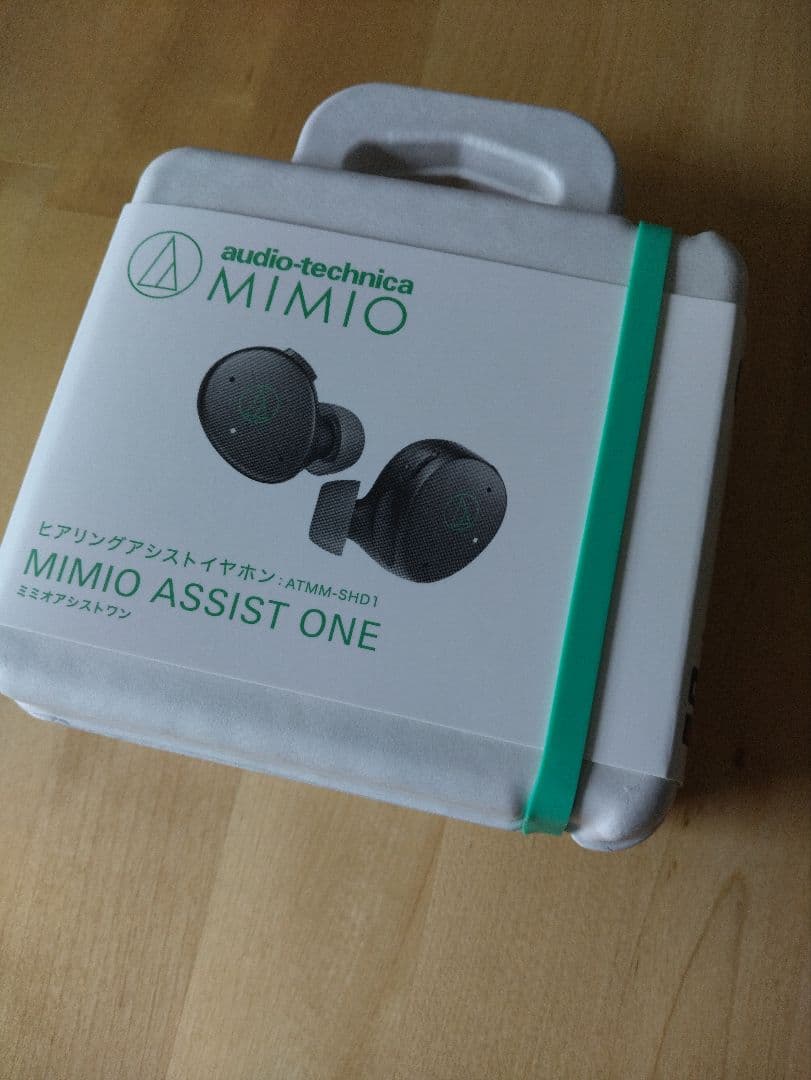 audio-technica
MIMIO
ヒアリングアシストイヤホン:ATMM-SHD1
MIMIO ASSIST ONE
ミミオアシストワン